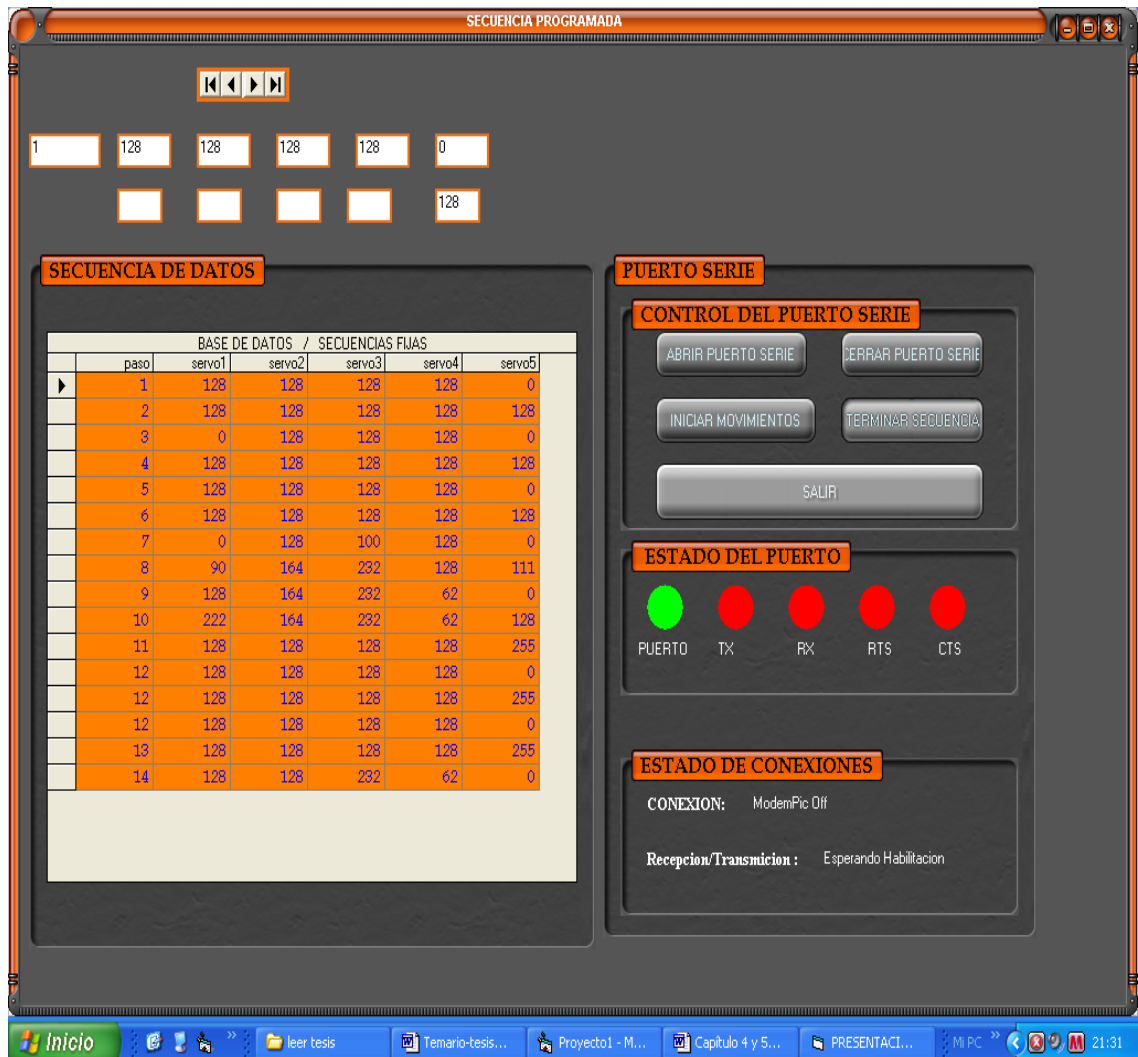 SECUENCIA PROGRAMADA
1 128 128 128 128 0
128
SECUENCIA DE DATOS
BASE DE DATOS / SECUENCIAS FIJAS
paso servo1 servo2 servo3 servo4 servo5
1 128 128 128 128 0
2 128 128 128 128 128
3 0 128 128 128 0
4 128 128 128 128 128
5 128 128 128 128 0
6 128 128 128 128 128
7 0 128 100 128 0
8 90 164 232 128 111
9 128 164 232 62 0
10 222 164 232 62 128
11 128 128 128 128 255
12 128 128 128 128 0
12 128 128 128 128 255
12 128 128 128 128 0
13 128 128 128 128 255
14 128 128 232 62 0
PUERTO SERIE
CONTROL DEL PUERTO SERIE
ABRIR PUERTO SERIE
CERRAR PUERTO SERIE
INICIAR MOVIMIENTOS
TERMINAR SECUENCIA
SALIR
ESTADO DEL PUERTO
PUERTO TX RX RTS CTS
ESTADO DE CONEXIONES
CONEXION: ModemPic Off
Recepcion/Transmicion : Esperando Habilitacion
Inicio
leer tesis
Temario-tesis...
Proyecto1 - M...
Capítulo 4 y 5...
PRESENTACI...
Mi PC
21:31